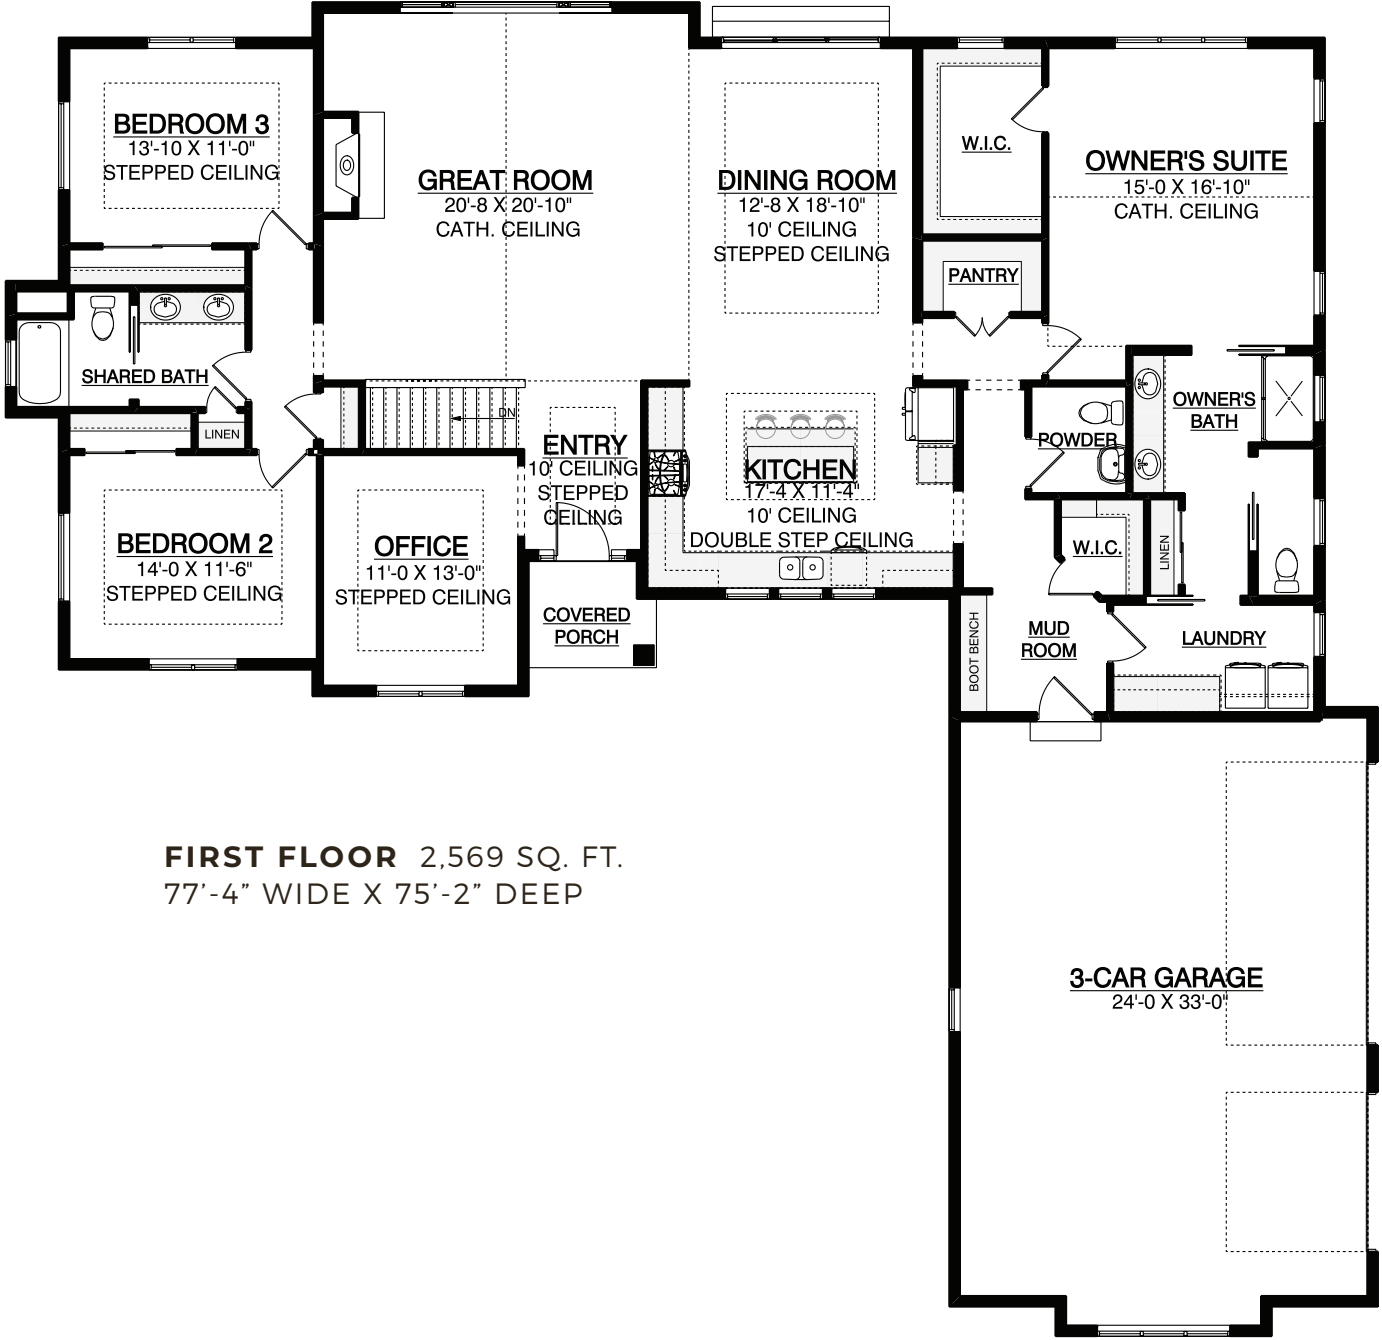 BEDROOM 3
13'-10 X 11'-0"
STEPPED CEILING
GREAT ROOM
20'-8 X 20'-10"
CATH. CEILING
DINING ROOM
12'-8 X 18'-10"
10' CEILING
STEPPED CEILING
W.I.C.
OWNER'S SUITE
15'-0 X 16'-10"
CATH. CEILING
PANTRY
SHARED BATH
LINEN
DN
ENTRY
10' CEILING
STEPPED
CEILING
KITCHEN
17'-4 X 11'-4"
10' CEILING
DOUBLE STEP CEILING
POWDER
OWNER'S
BATH
BEDROOM 2
14'-0 X 11'-6"
STEPPED CEILING
OFFICE
11'-0 X 13'-0"
STEPPED CEILING
COVERED
PORCH
W.I.C.
LINEN
BOOT BENCH
MUD
ROOM
LAUNDRY
FIRST FLOOR 2,569 SQ. FT.
77’-4” WIDE X 75’-2” DEEP
3-CAR GARAGE
24'-0 X 33'-0"